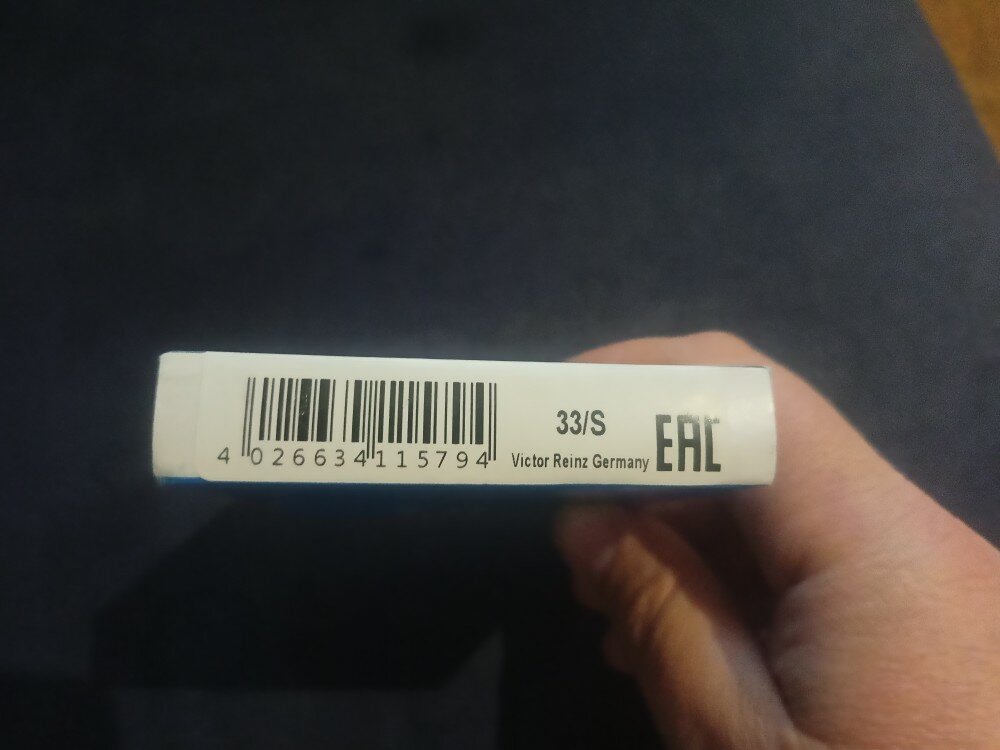 33/S
4 026634 115794
Victor Reinz Germany
EAC